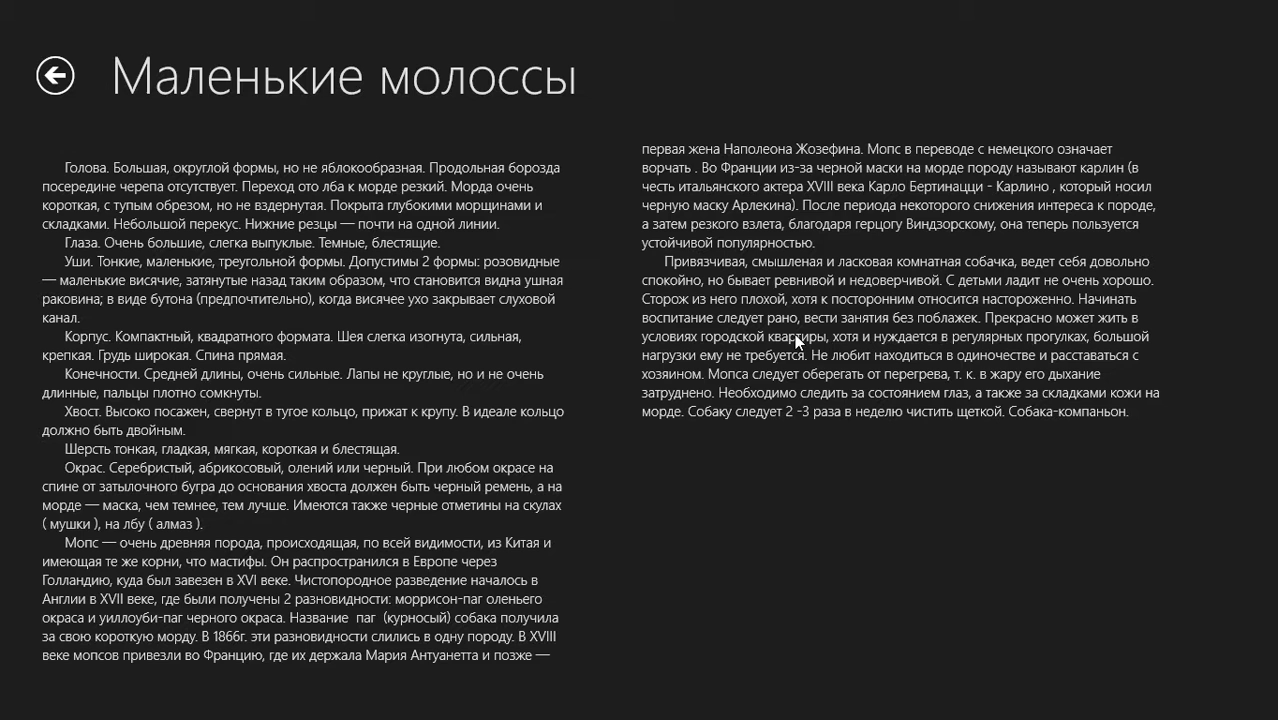 Маленькие молоссы
Голова. Большая, округлой формы, но не яблокообразная. Продольная борозда
посередине черепа отсутствует. Переход ото лба к морде резкий. Морда очень
короткая, с тупым обрезом, но не вздернутая. Покрыта глубокими морщинами и
складками. Небольшой перекус. Нижние резцы — почти на одной линии.
Глаза. Очень большие, слегка выпуклые. Темные, блестящие.
Уши. Тонкие, маленькие, треугольной формы. Допустимы 2 формы: розовидные
— маленькие висячие, затянутые назад таким образом, что становится видна ушная
раковина; в виде бутона (предпочтительно), когда висячее ухо закрывает слуховой
канал.
Корпус. Компактный, квадратного формата. Шея слегка изогнута, сильная,
крепкая. Грудь широкая. Спина прямая.
Конечности. Средней длины, очень сильные. Лапы не круглые, но и не очень
длинные, пальцы плотно сомкнуты.
Хвост. Высоко посажен, свернут в тугое кольцо, прижат к крупу. В идеале кольцо
должно быть двойным.
Шерсть тонкая, гладкая, мягкая, короткая и блестящая.
Окрас. Серебристый, абрикосовый, олений или черный. При любом окрасе на
спине от затылочного бугра до основания хвоста должен быть черный ремень, а на
морде — маска, чем темнее, тем лучше. Имеются также черные отметины на скулах
( мушки ), на лбу ( алмаз ).
Мопс — очень древняя порода, происходящая, по всей видимости, из Китая и
имеющая те же корни, что мастифы. Он распространился в Европе через
Голландию, куда был завезен в XVI веке. Чистопородное разведение началось в
Англии в XVII веке, где были получены 2 разновидности: моррисон-паг оленьего
окраса и уиллоуби-паг черного окраса. Название паг (курносый) собака получила
за свою короткую морду. В 1866г. эти разновидности слились в одну породу. В XVIII
веке мопсов привезли во Францию, где их держала Мария Антуанетта и позже —
первая жена Наполеона Жозефина. Мопс в переводе с немецкого означает
ворчать . Во Франции из-за черной маски на морде породу называют карлин (в
честь итальянского актера XVIII века Карло Бертинацци - Карлино , который носил
черную маску Арлекина). После периода некоторого снижения интереса к породе,
а затем резкого взлета, благодаря герцогу Виндзорскому, она теперь пользуется
устойчивой популярностью.
Привязчивая, смышленая и ласковая комнатная собачка, ведет себя довольно
спокойно, но бывает ревнивой и недоверчивой. С детьми ладит не очень хорошо.
Сторож из него плохой, хотя к посторонним относится настороженно. Начинать
воспитание следует рано, вести занятия без поблажек. Прекрасно может жить в
условиях городской квартиры, хотя и нуждается в регулярных прогулках, большой
нагрузки ему не требуется. Не любит находиться в одиночестве и расставаться с
хозяином. Мопса следует оберегать от перегрева, т. к. в жару его дыхание
затруднено. Необходимо следить за состоянием глаз, а также за складками кожи на
морде. Собаку следует 2 -3 раза в неделю чистить щеткой. Собака-компаньон.